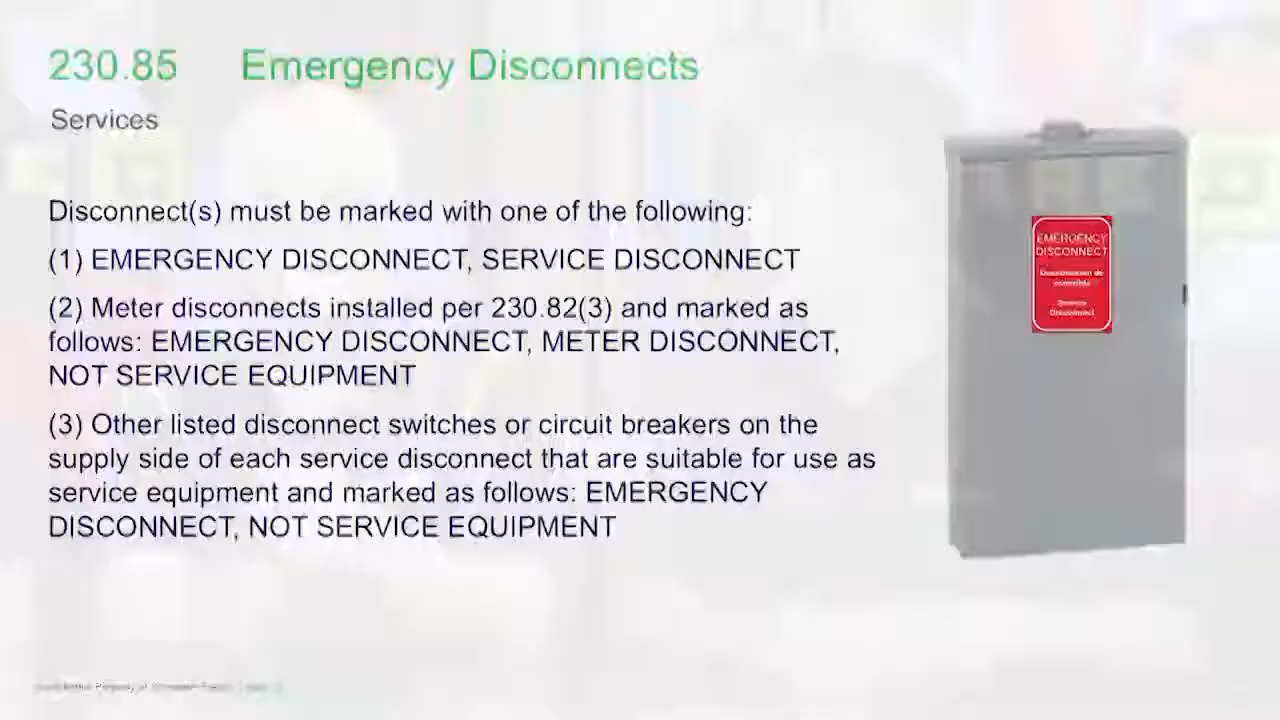 230.85 Emergency Disconnects
Services
Disconnect(s) must be marked with one of the following:
(1) EMERGENCY DISCONNECT, SERVICE DISCONNECT
(2) Meter disconnects installed per 230.82(3) and marked as
follows: EMERGENCY DISCONNECT, METER DISCONNECT,
NOT SERVICE EQUIPMENT
(3) Other listed disconnect switches or circuit breakers on the
supply side of each service disconnect that are suitable for use as
service equipment and marked as follows: EMERGENCY
DISCONNECT, NOT SERVICE EQUIPMENT
EMERGENCY
DISCONNECT
Service
Disconnect